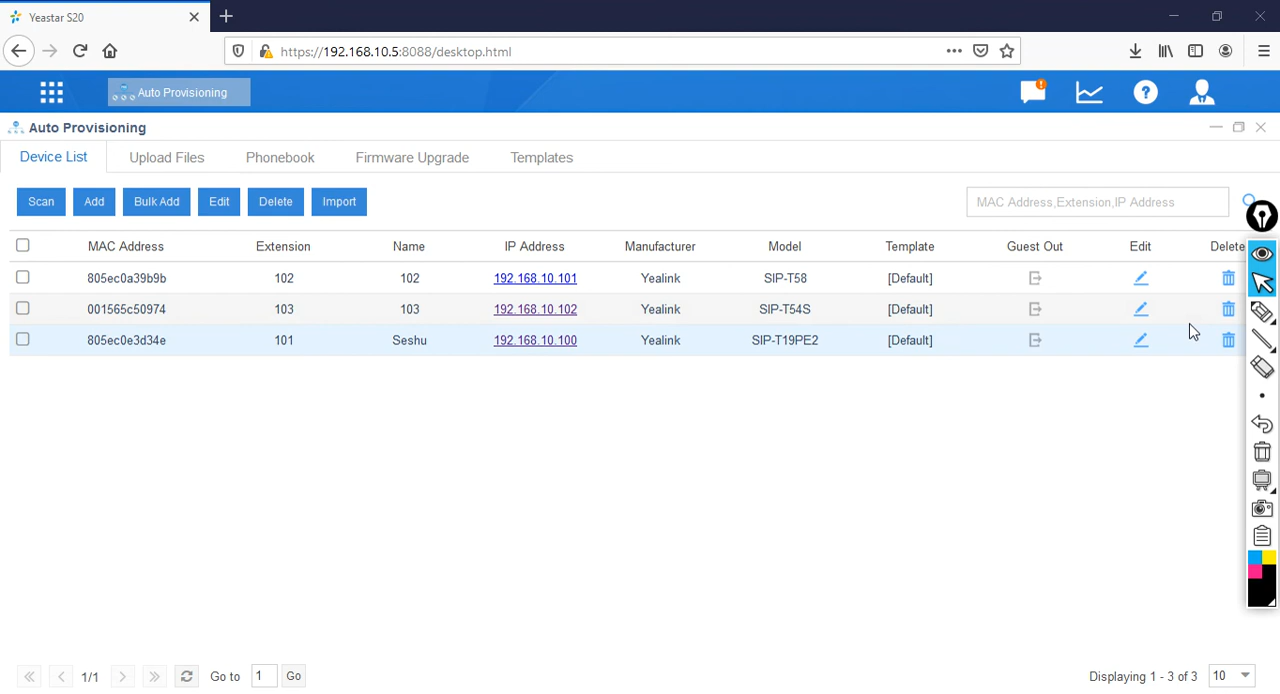 Yeastar S20
https://192.168.10.5:8088/desktop.html
Auto Provisioning
Auto Provisioning
Device List Upload Files Phonebook Firmware Upgrade Templates
Scan Add Bulk Add Edit Delete Import MAC Address,Extension,IP Address
MAC Address Extension Name IP Address Manufacturer Model Template Guest Out Edit Delete
805ec0a39b9b 102 102 192.168.10.101 Yealink SIP-T58 [Default]
001565c50974 103 103 192.168.10.102 Yealink SIP-T54S [Default]
805ec0e3d34e 101 Seshu 192.168.10.100 Yealink SIP-T19PE2 [Default]
1/1 Go to 1 Go Displaying 1 - 3 of 3 10